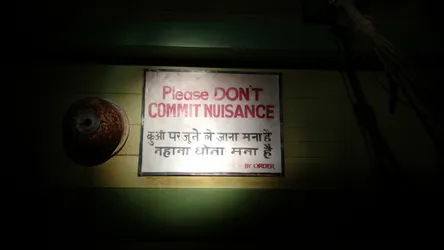 Please DON'T
COMMIT NUISANCE
कुआँ पर जूते ले जाना मना है
नहाना धोना मना है
BY ORDER